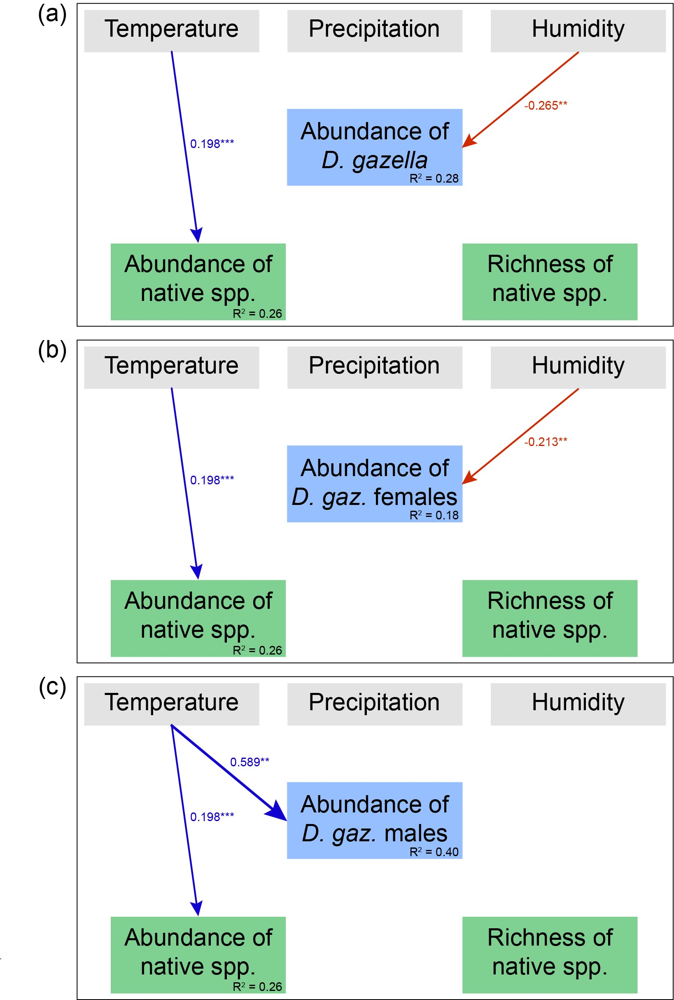 (a)
Temperature
Precipitation
Humidity
-0.265**
Abundance of
D. gazella
R² = 0.28
0.198***
Abundance of
native spp.
R² = 0.26
Richness of
native spp.
(b)
Temperature
Precipitation
Humidity
-0.213**
Abundance of
D. gaz. females
R² = 0.18
0.198***
Abundance of
native spp.
R² = 0.26
Richness of
native spp.
(c)
Temperature
Precipitation
Humidity
0.589**
Abundance of
D. gaz. males
R² = 0.40
0.198***
Abundance of
native spp.
R² = 0.26
Richness of
native spp.